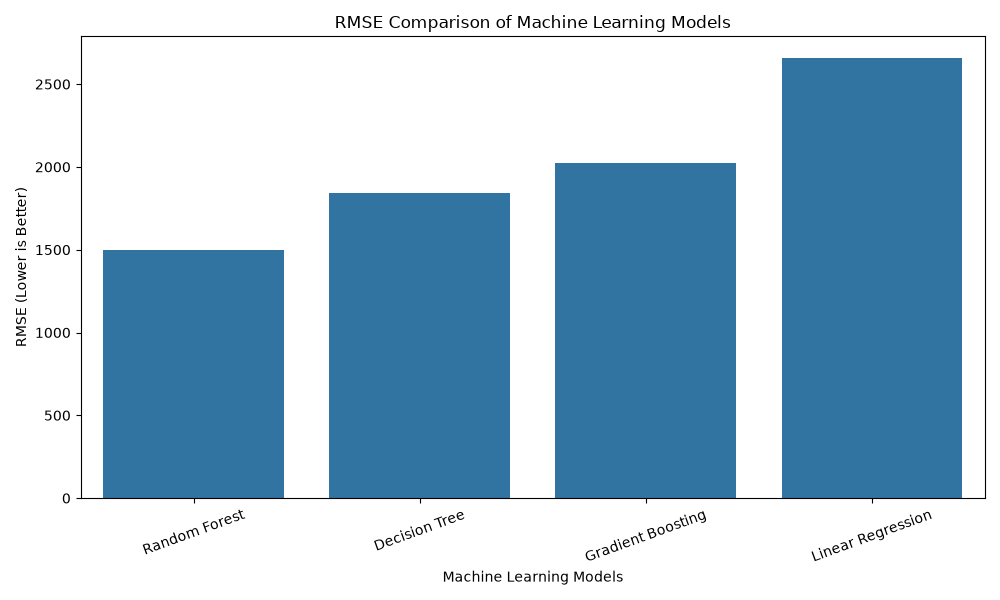 RMSE Comparison of Machine Learning Models
RMSE (Lower is Better)
2500
2000
1500
1000
500
0
Random Forest
Decision Tree
Gradient Boosting
Linear Regression
Machine Learning Models